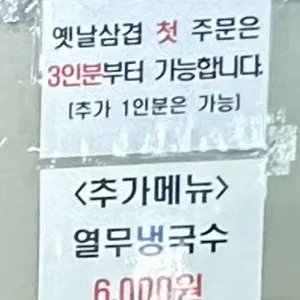 옛날삼겹 첫 주문은
3인분부터 가능합니다.
(추가 1인분은 가능)
<추가메뉴>
열무냉국수
6,000원